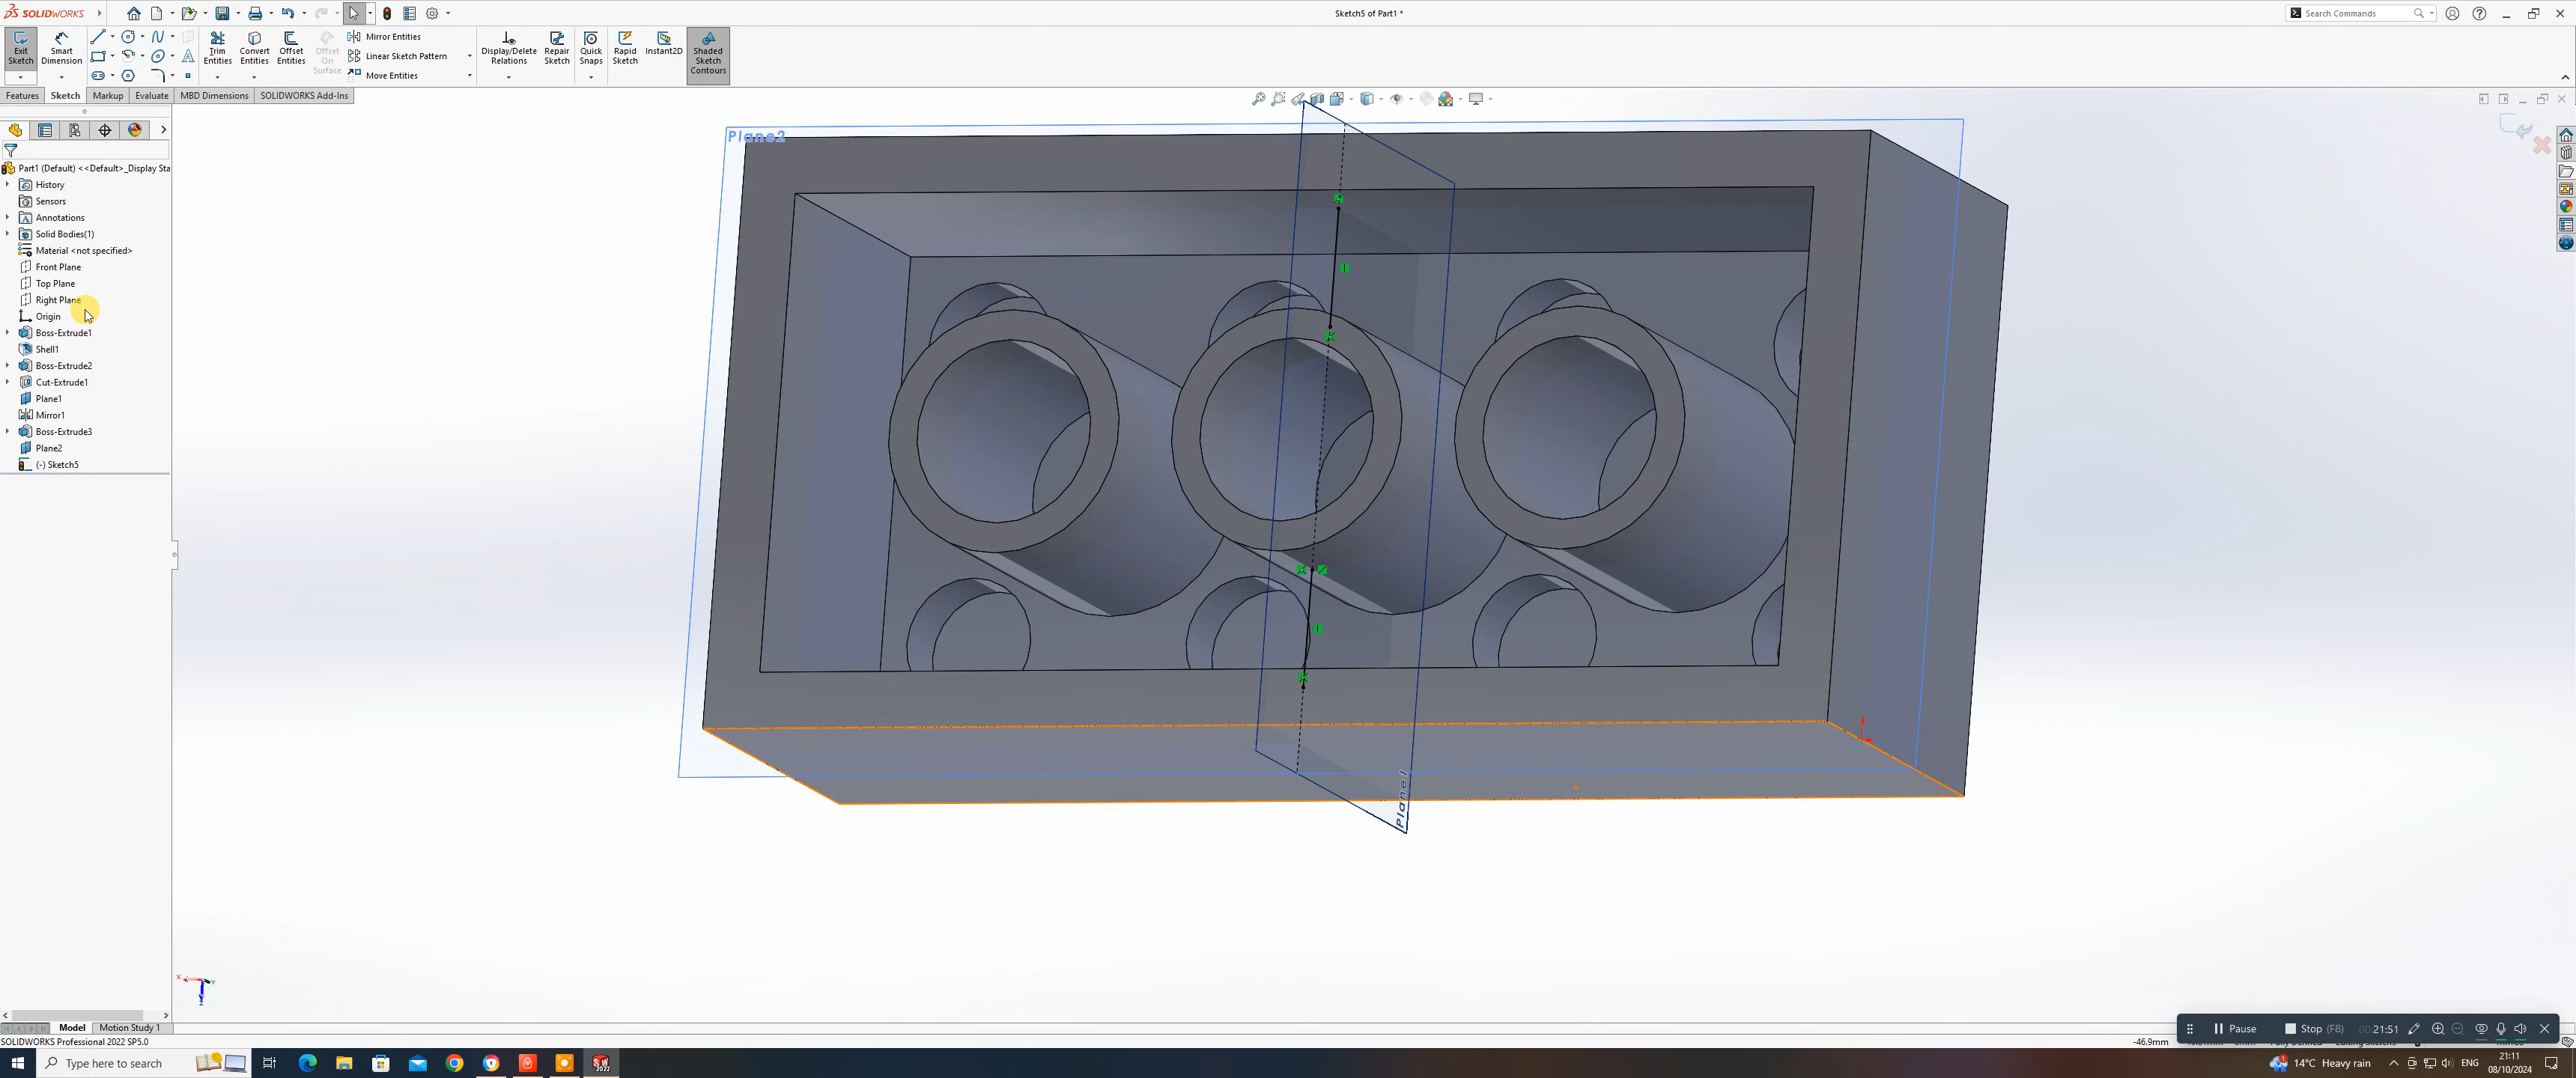 SOLIDWORKS
Sketch5 of Part1 *
Search Commands
Exit Sketch
Smart Dimension
Trim Entities
Convert Entities
Offset Entities
Offset On Surface
Mirror Entities
Linear Sketch Pattern
Move Entities
Display/Delete Relations
Repair Sketch
Quick Snaps
Rapid Sketch
Instant2D
Shaded Sketch Contours
Features
Sketch
Markup
Evaluate
MBD Dimensions
SOLIDWORKS Add-Ins
Part1 (Default) <<Default>_Display Sta
History
Sensors
Annotations
Solid Bodies(1)
Material <not specified>
Front Plane
Top Plane
Right Plane
Origin
Boss-Extrude1
Shell1
Boss-Extrude2
Cut-Extrude1
Plane1
Mirror1
Boss-Extrude3
Plane2
(-) Sketch5
Plane2
Plane1
Model
Motion Study 1
SOLIDWORKS Professional 2022 SP5.0
Pause
Stop (F8)
00:21:51
-46.9mm
Type here to search
14°C Heavy rain
ENG
21:11
08/10/2024